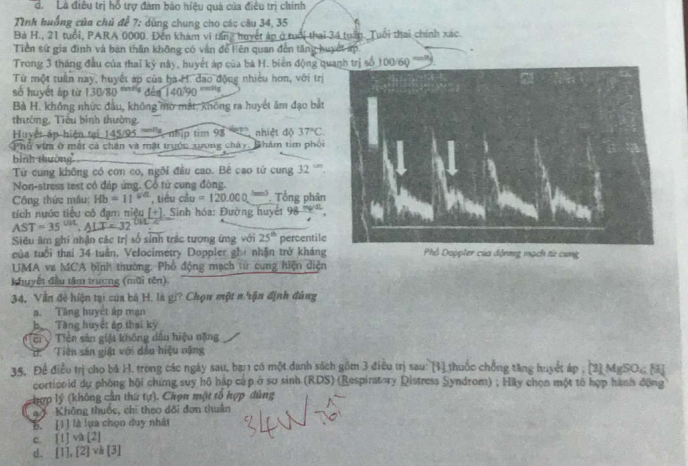 d. Là điều trị hỗ trợ đảm bảo hiệu quả của điều trị chính
Tình huống của chủ đề 7: dùng chung cho các câu 34, 35
Bà H., 21 tuổi, PARA 0000. Đến khám vì tăng huyết áp ở tuổi thai 34 tuần. Tuổi thai chính xác.
Tiền sử gia đình và bản thân không có vấn đề liên quan đến tăng huyết áp.
Trong 3 tháng đầu của thai kỳ này, huyết áp của bà H. biến động quanh trị số 100/60 mmHg
Từ một tuần nay, huyết áp của bà H. dao động nhiều hơn, với trị
số huyết áp từ 130/80 mmHg đến 140/90 mmHg
Bà H. không nhức đầu, không mờ mắt, không ra huyết âm đạo bất
thường. Tiểu bình thường.
Huyết áp hiện tại 145/95 mmHg, nhịp tim 98, nhiệt độ 37°C.
Phù vừa ở mắt cá chân và mặt trước xương chày. Khám tim phổi
bình thường.
Tử cung không có cơn co, ngôi đầu cao. Bề cao tử cung 32 cm.
Non-stress test có đáp ứng. Cổ tử cung đóng.
Công thức máu: Hb = 11 g/dL, tiểu cầu = 120.000. Tổng phân
tích nước tiểu có đạm niệu [+]. Sinh hóa: Đường huyết 98,
AST = 35, ALT = 32
Siêu âm ghi nhận các trị số sinh trắc tương ứng với 25th percentile
của tuổi thai 34 tuần. Velocimetry Doppler ghi nhận trở kháng
UMA và MCA bình thường. Phổ động mạch tử cung hiện diện
khuyết đầu tâm trương (mũi tên).
Phổ Doppler của động mạch tử cung
34. Vấn đề hiện tại của bà H. là gì? Chọn một nhận định đúng
a. Tăng huyết áp mạn
b. Tăng huyết áp thai kỳ
c. Tiền sản giật không dấu hiệu nặng
d. Tiền sản giật với dấu hiệu nặng
35. Để điều trị cho bà H. trong các ngày sau, bạn có một danh sách gồm 3 điều trị sau: [1] thuốc chống tăng huyết áp ; [2] MgSO4; [3]
corticoid dự phòng hội chứng suy hô hấp cấp ở sơ sinh (RDS) (Respiratory Distress Syndrom) ; Hãy chọn một tổ hợp hành động
hợp lý (không cần thứ tự). Chọn một tổ hợp đúng
a. Không thuốc, chỉ theo dõi đơn thuần
b. [1] là lựa chọn duy nhất
c. [1] và [2]
d. [1], [2] và [3]
34W